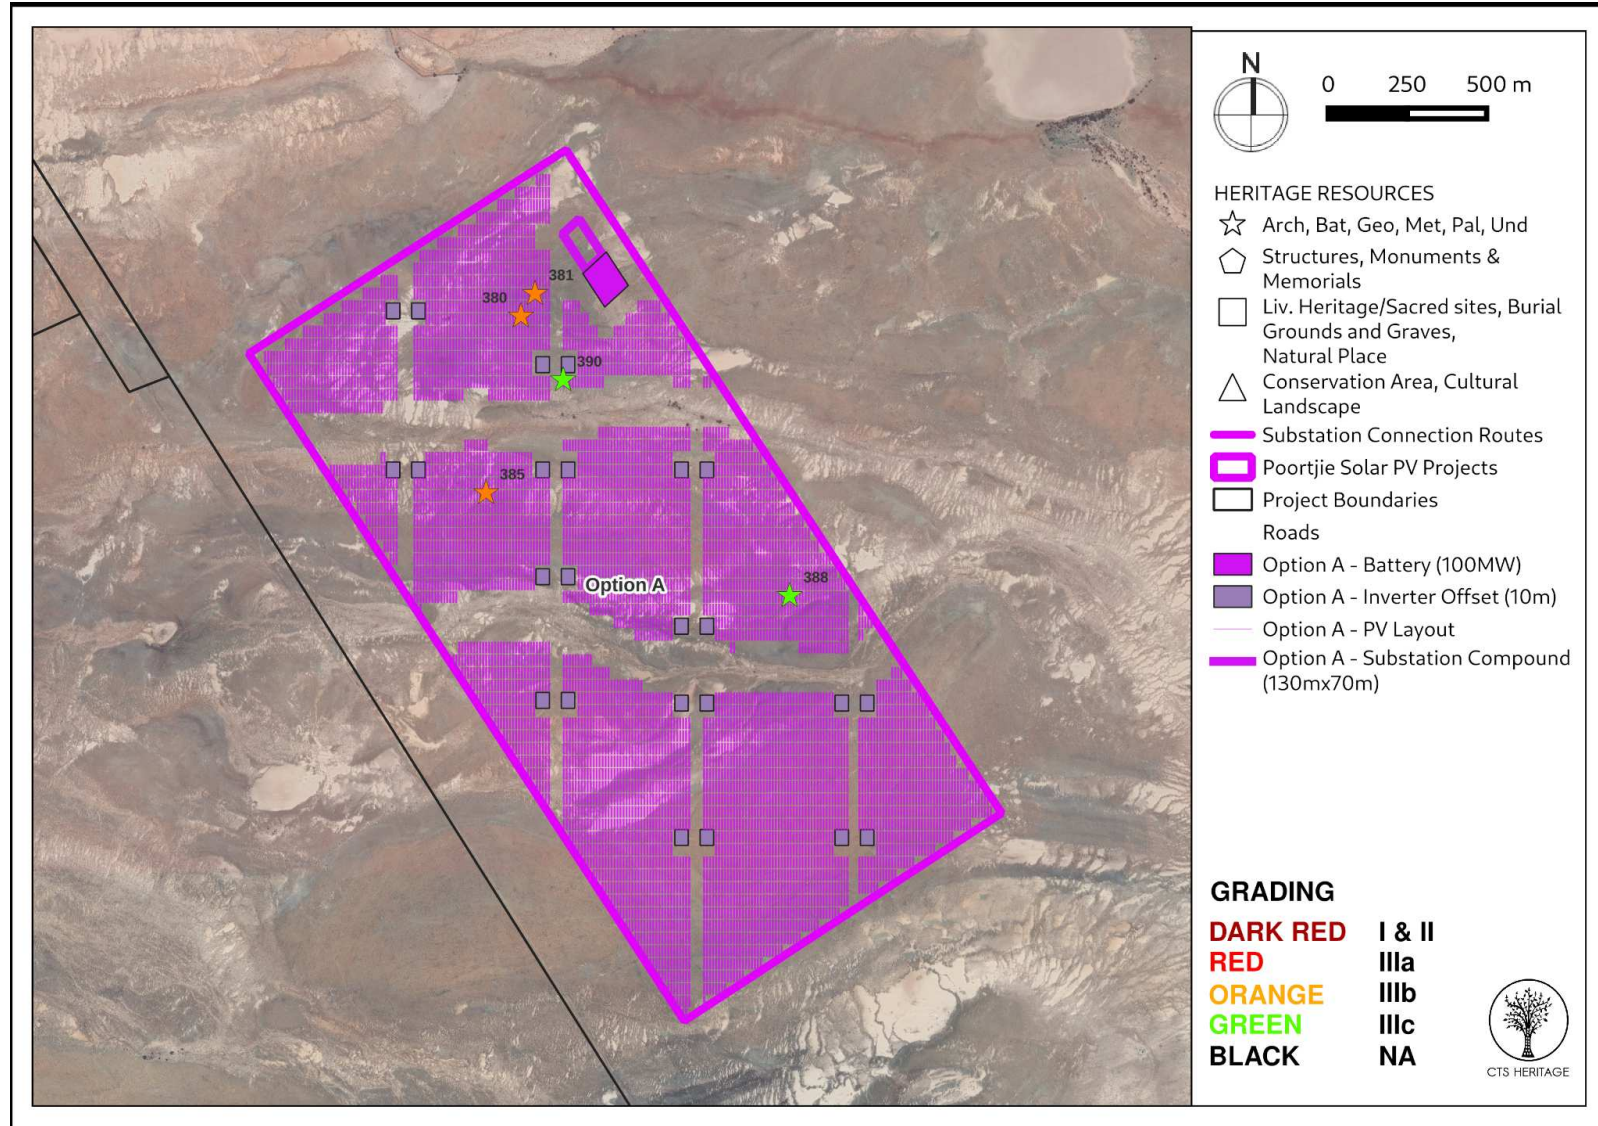 381
380
390
385
Option A
388
N
0 250 500 m
HERITAGE RESOURCES
Arch, Bat, Geo, Met, Pal, Und
Structures, Monuments &
Memorials
Liv. Heritage/Sacred sites, Burial
Grounds and Graves,
Natural Place
Conservation Area, Cultural
Landscape
Substation Connection Routes
Poortjie Solar PV Projects
Project Boundaries
Roads
Option A - Battery (100MW)
Option A - Inverter Offset (10m)
Option A - PV Layout
Option A - Substation Compound
(130mx70m)
GRADING
DARK RED I & II
RED IIIa
ORANGE IIIb
GREEN IIIc
BLACK NA
CTS HERITAGE